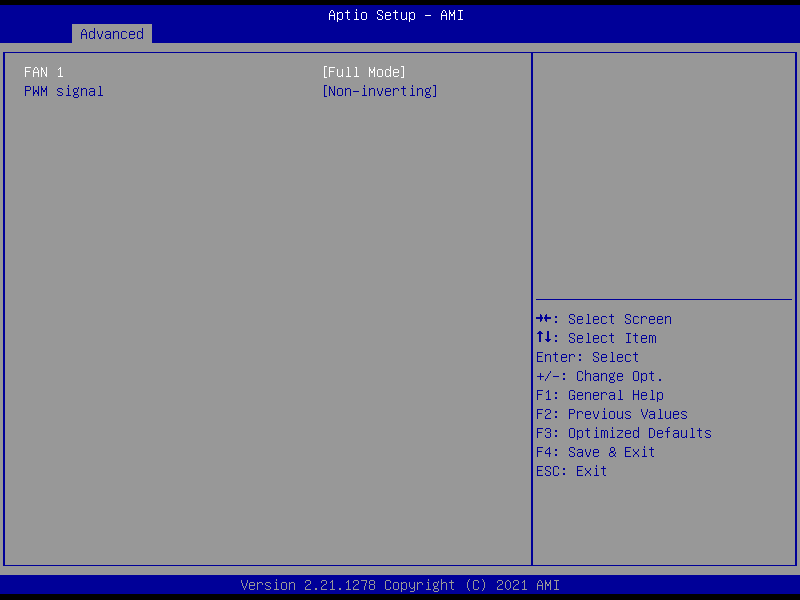 Aptio Setup - AMI
Advanced
FAN 1 [Full Mode]
PWM signal [Non-inverting]
→←: Select Screen
↑↓: Select Item
Enter: Select
+/-: Change Opt.
F1: General Help
F2: Previous Values
F3: Optimized Defaults
F4: Save & Exit
ESC: Exit
Version 2.21.1278 Copyright (C) 2021 AMI